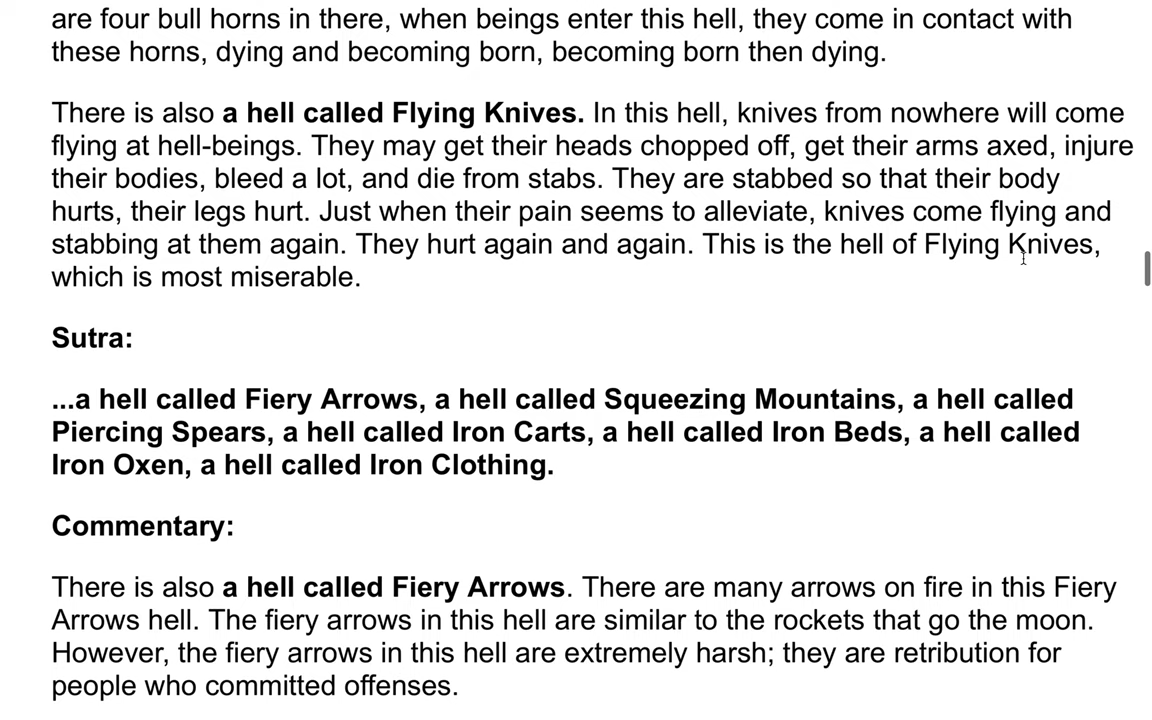 are four bull horns in there, when beings enter this hell, they come in contact with
these horns, dying and becoming born, becoming born then dying.
There is also a hell called Flying Knives. In this hell, knives from nowhere will come
flying at hell-beings. They may get their heads chopped off, get their arms axed, injure
their bodies, bleed a lot, and die from stabs. They are stabbed so that their body
hurts, their legs hurt. Just when their pain seems to alleviate, knives come flying and
stabbing at them again. They hurt again and again. This is the hell of Flying Knives,
which is most miserable.
Sutra:
...a hell called Fiery Arrows, a hell called Squeezing Mountains, a hell called
Piercing Spears, a hell called Iron Carts, a hell called Iron Beds, a hell called
Iron Oxen, a hell called Iron Clothing.
Commentary:
There is also a hell called Fiery Arrows. There are many arrows on fire in this Fiery
Arrows hell. The fiery arrows in this hell are similar to the rockets that go the moon.
However, the fiery arrows in this hell are extremely harsh; they are retribution for
people who committed offenses.